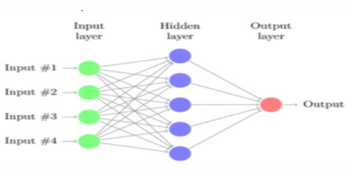 Input layer
Hidden layer
Output layer
Input #1
Input #2
Input #3
Input #4
Output